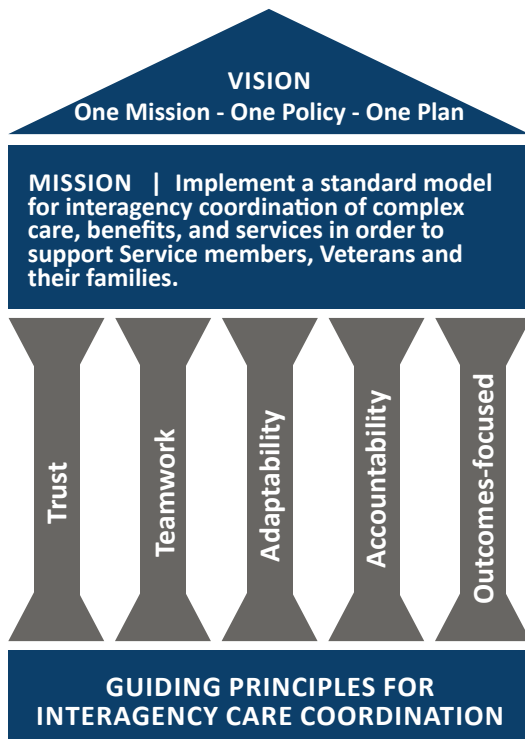 VISION
One Mission - One Policy - One Plan
MISSION | Implement a standard model
for interagency coordination of complex
care, benefits, and services in order to
support Service members, Veterans and
their families.
Trust
Teamwork
Adaptability
Accountability
Outcomes-focused
GUIDING PRINCIPLES FOR
INTERAGENCY CARE COORDINATION